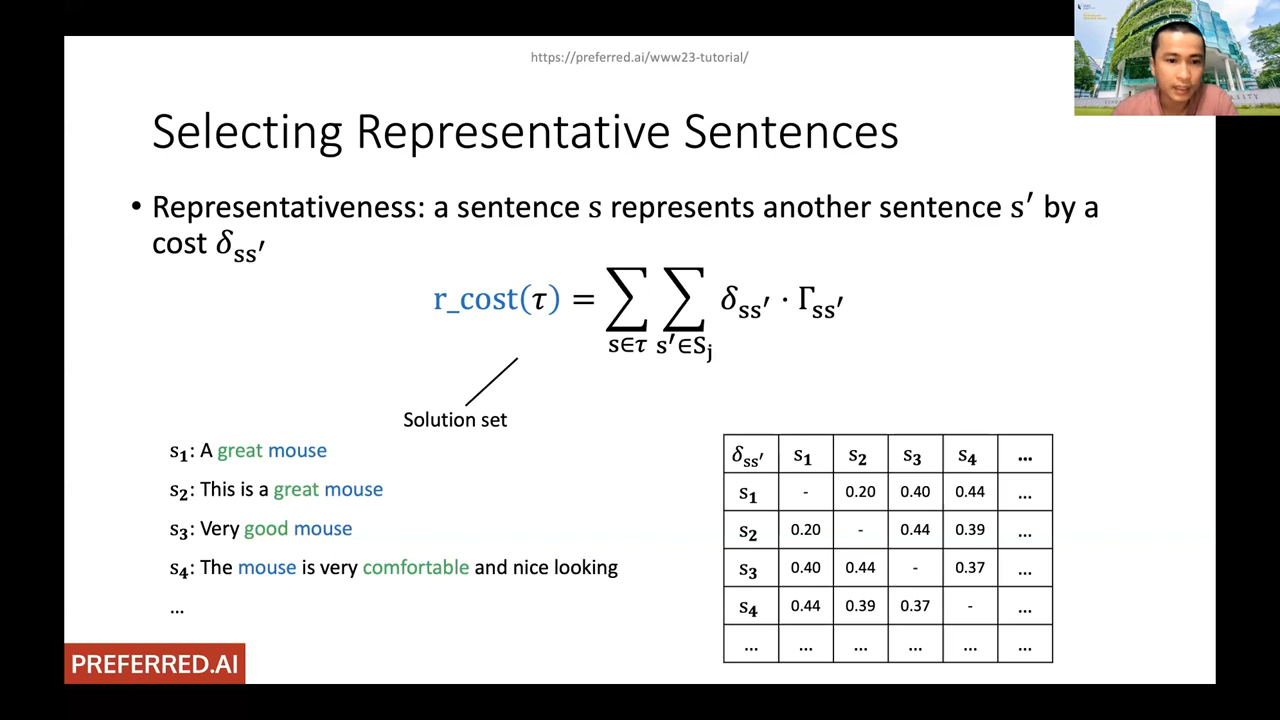 https://preferred.ai/www23-tutorial/
Selecting Representative Sentences
• Representativeness: a sentence s represents another sentence s′ by a
cost δss′
r_cost(τ) = ∑s∈τ ∑s′∈Sj δss′ · Γss′
Solution set
s1: A great mouse
s2: This is a great mouse
s3: Very good mouse
s4: The mouse is very comfortable and nice looking
...
δss′ s1 s2 s3 s4 ...
s1 - 0.20 0.40 0.44 ...
s2 0.20 - 0.44 0.39 ...
s3 0.40 0.44 - 0.37 ...
s4 0.44 0.39 0.37 - ...
... ... ... ... ... ...
PREFERRED.AI